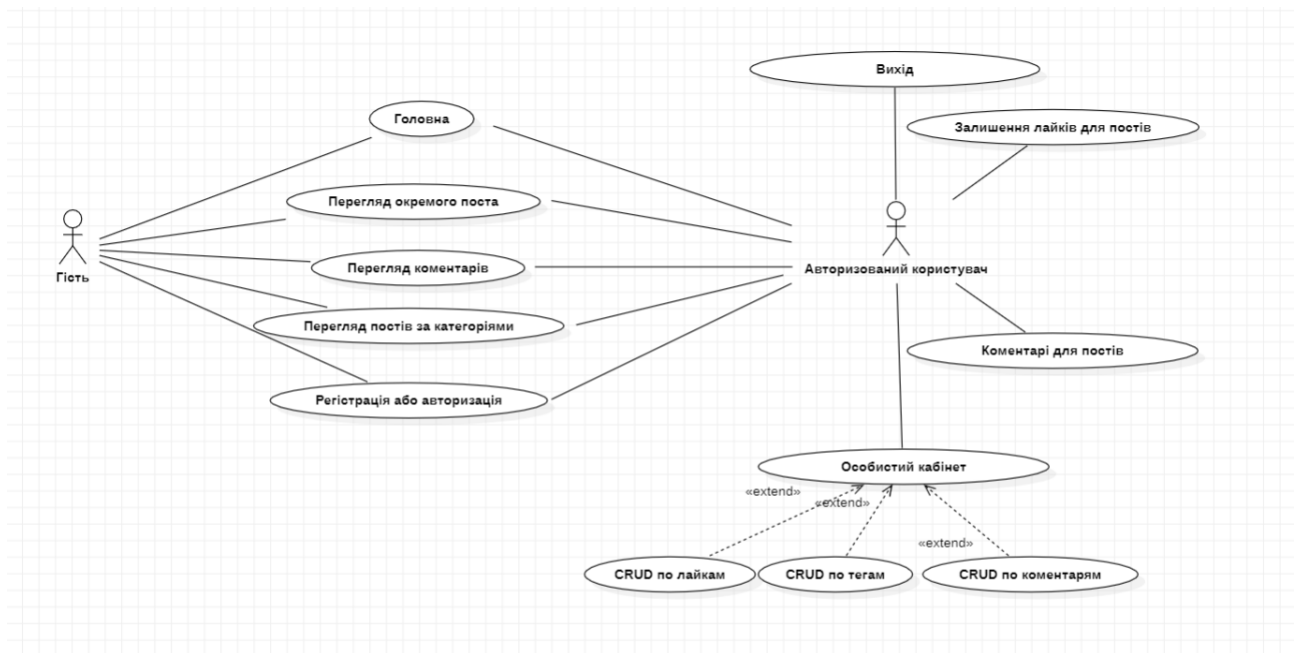 Вихід
Головна
Залишення лайків для постів
Перегляд окремого поста
Гість
Перегляд коментарів
Авторизований користувач
Перегляд постів за категоріями
Коментарі для постів
Регістрація або авторизація
Особистий кабінет
«extend»
«extend»
«extend»
CRUD по лайкам
CRUD по тегам
CRUD по коментарям